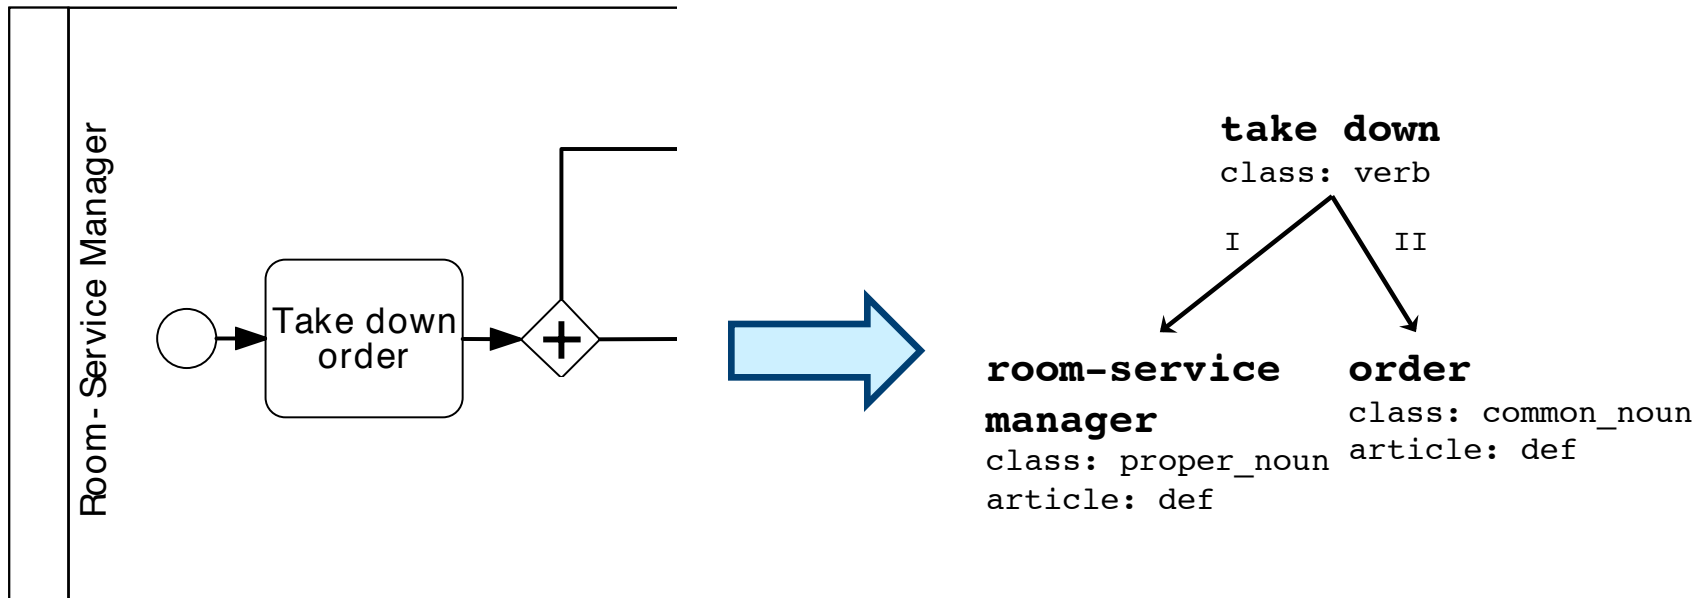 Room - Service Manager
Take down
order
take down
class: verb
I
II
room-service
manager
class: proper_noun
article: def
order
class: common_noun
article: def